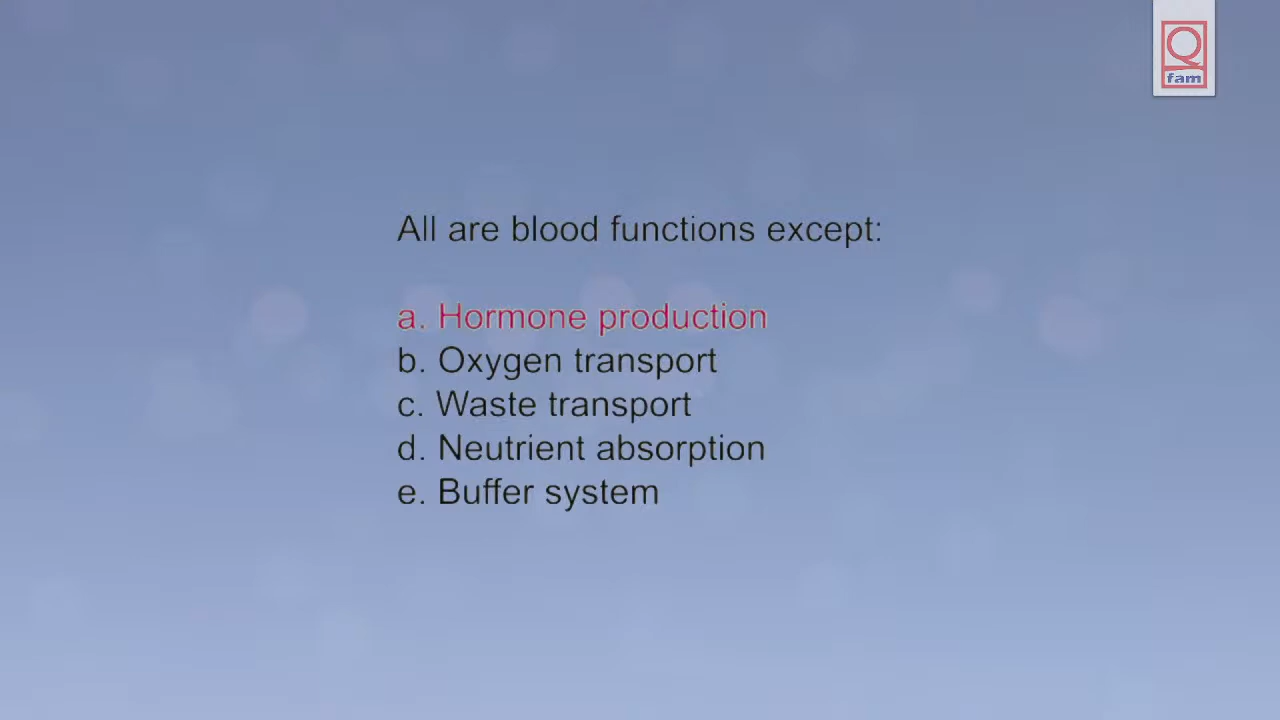 Q
fam
All are blood functions except:
a. Hormone production
b. Oxygen transport
c. Waste transport
d. Neutrient absorption
e. Buffer system